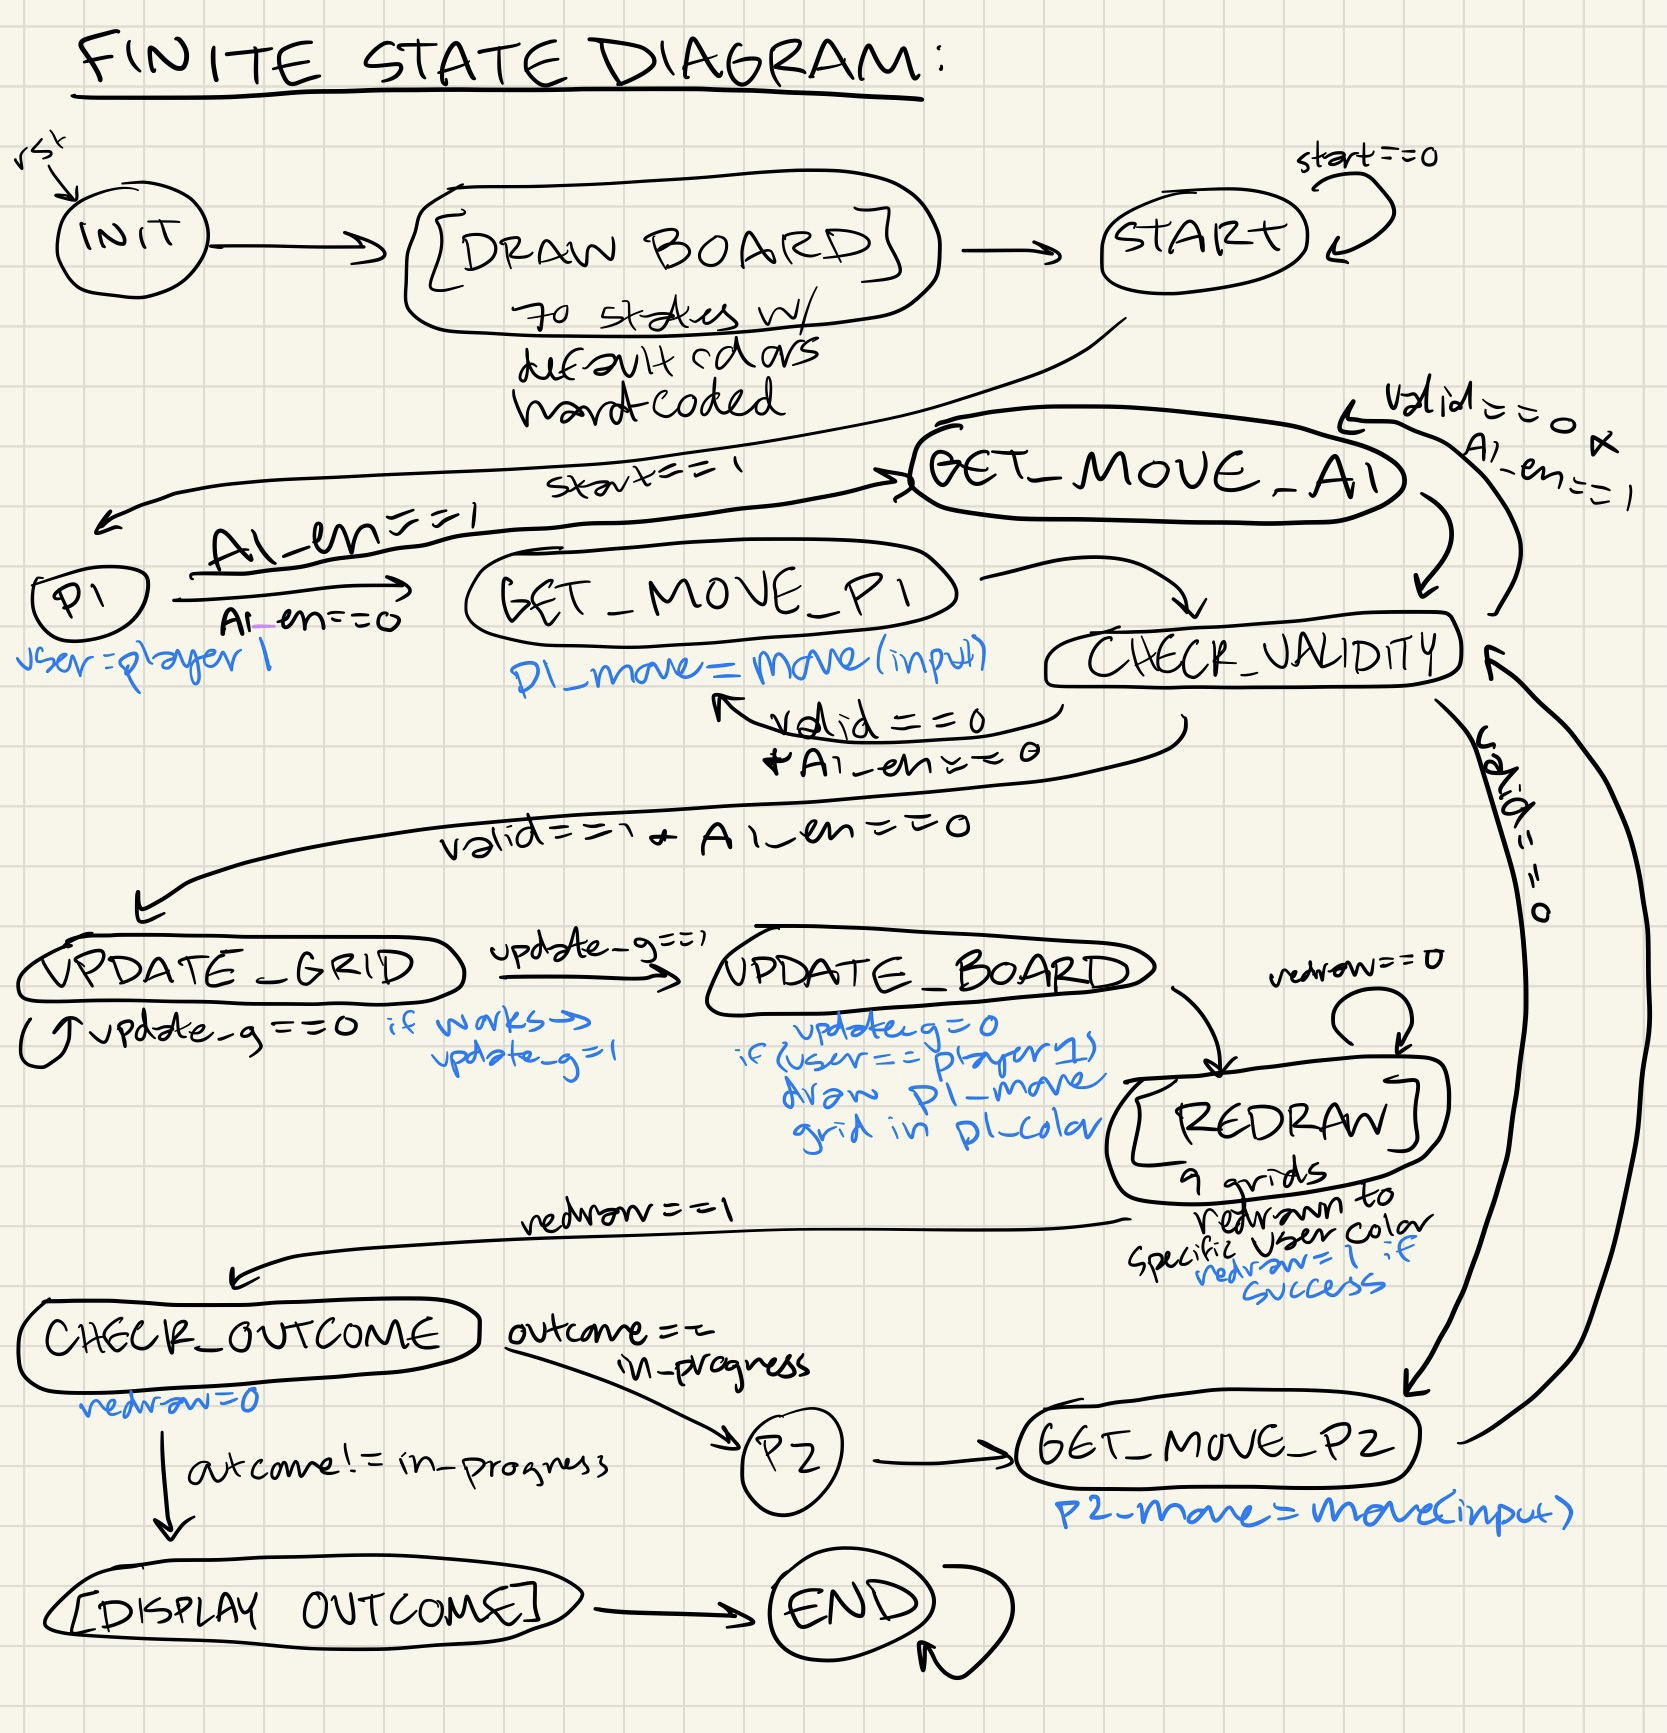 FINITE STATE DIAGRAM:
rst
INIT
[DRAW BOARD]
70 states w/
default colors
hardcoded
START
start==0
start==1
GET_MOVE_AI
valid==0 &
AI_en==1
AI_en==1
P1
AI_en==0
user=player1
GET_MOVE_P1
P1_move=move(input)
CHECK_VALIDITY
valid==0
& AI_en==0
valid==1 & AI_en==0
valid==0
UPDATE_GRID
update_g==0
if works→
update_g=1
update_g==1
UPDATE_BOARD
update_g=0
if (user==player1)
draw p1_move
grid in p1_color
redraw==0
[REDRAW]
9 grids
redrawn to
specific user color
redraw=1 if
success
redraw==1
CHECK_OUTCOME
redraw=0
outcome==
in_progress
P2
GET_MOVE_P2
P2_move=move(input)
outcome!=in_progress
[DISPLAY OUTCOME]
END